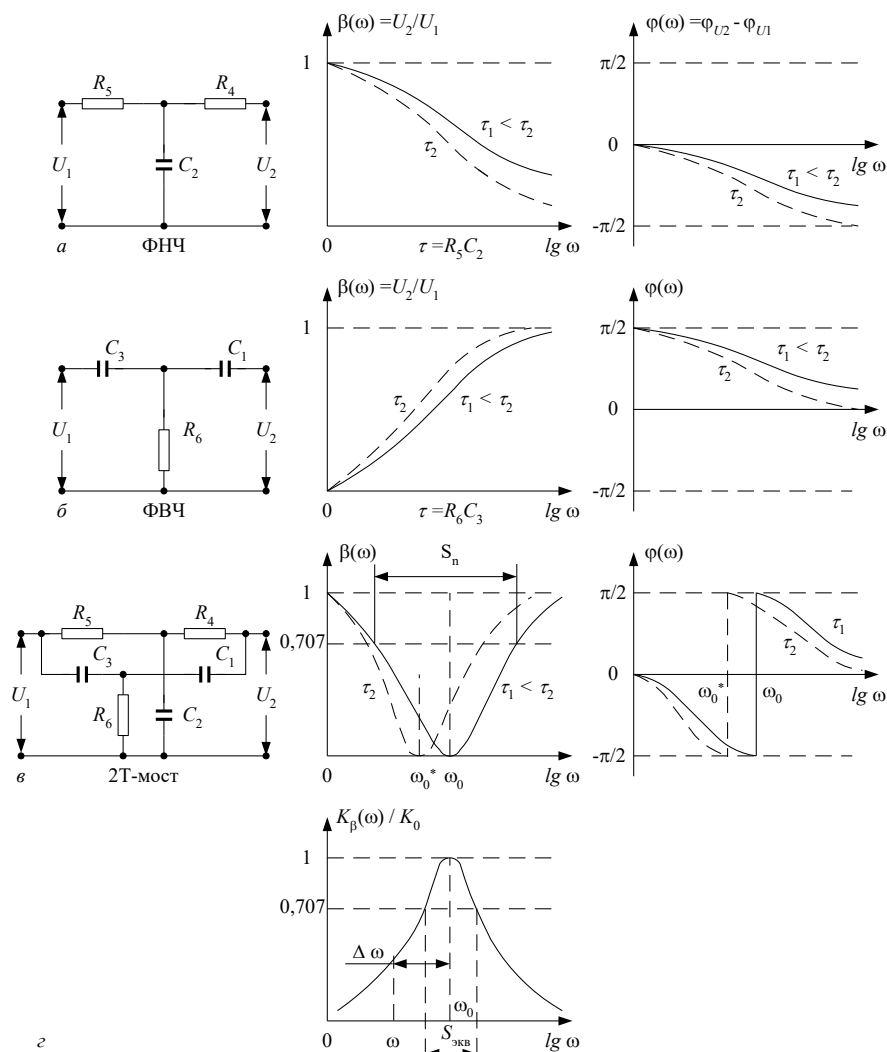 β(ω) =U2/U1
φ(ω) =φU2 - φU1
1
π/2
R5
R4
τ1 < τ2
0
lg ω
U1
C2
U2
τ2
τ1 < τ2
τ2
-π/2
а
ФНЧ
0
τ =R5C2
lg ω
β(ω) =U2/U1
φ(ω)
1
π/2
C3
C1
τ1 < τ2
τ2
τ2
τ1 < τ2
U1
R6
U2
0
lg ω
-π/2
б
ФВЧ
0
τ =R6C3
lg ω
β(ω)
Sп
φ(ω)
1
π/2
R5
R4
0,707
τ1
C3
C1
τ2
0
U1
U2
τ2
τ1 < τ2
ω0*
ω0
lg ω
R6
C2
-π/2
в
2Т-мост
0
ω0*
ω0
lg ω
Kβ(ω) / K0
1
0,707
Δ ω
ω0
г
0
ω
Sэкв
lg ω